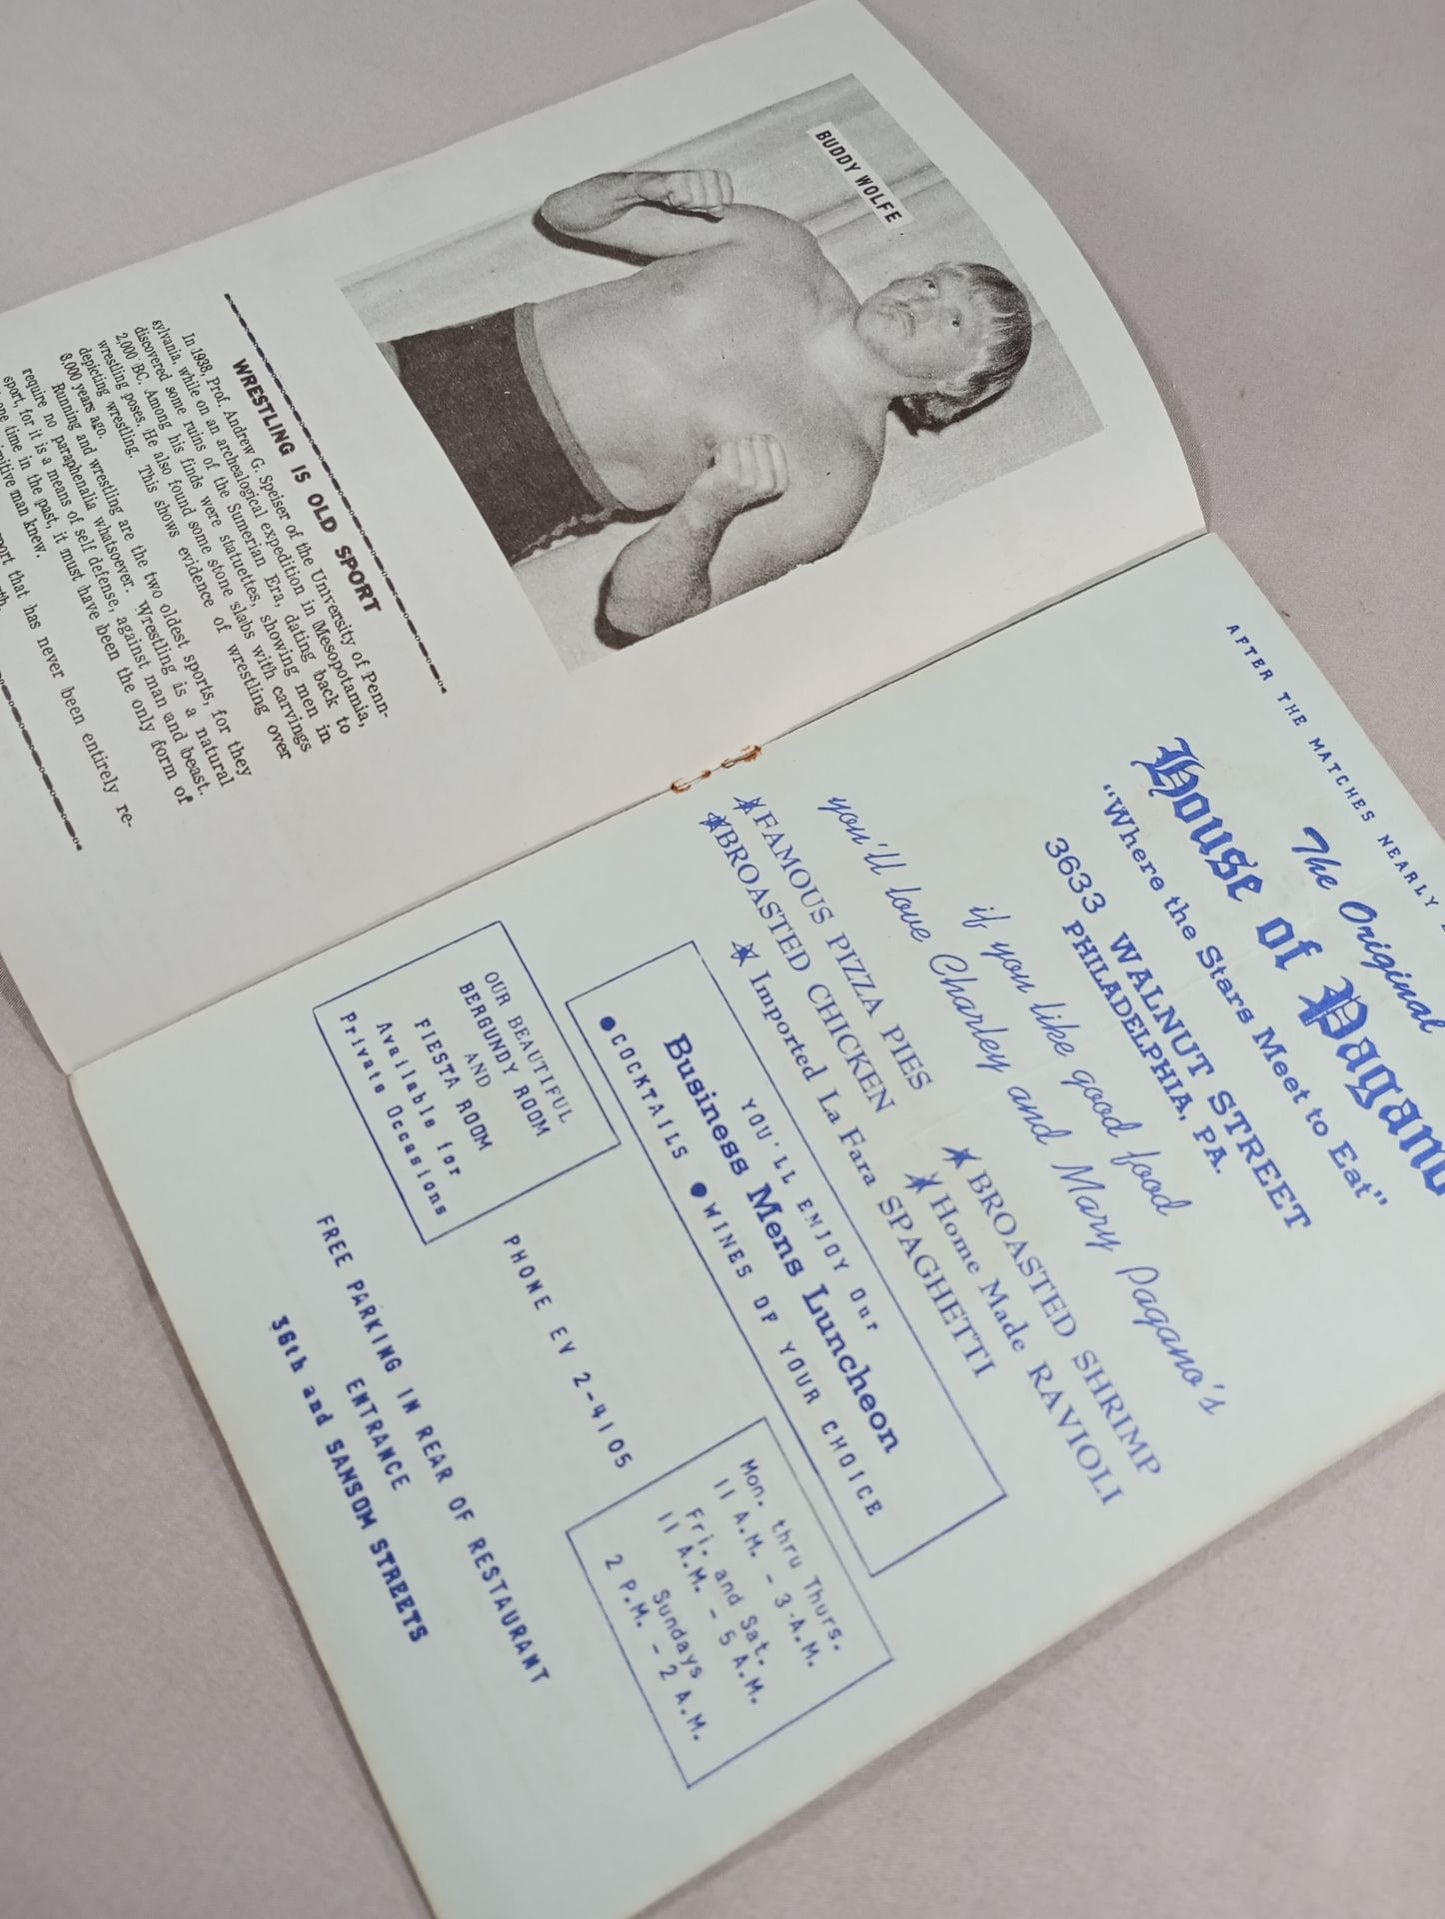 BUDDY WOLFE
WRESTLING IS OLD SPORT
In 1938, Prof. Andrew G. Speiser of the University of Penn-
sylvania, while on an archealogical expedition in Mesopotamia,
discovered some ruins of the Sumerian Era, dating back to
2,000 BC. Among his finds were statuettes, showing men in
wrestling poses. He also found some stone slabs with carvings
depicting wrestling. This shows evidence of wrestling over
Running and wrestling are the two oldest sports, for they
require no paraphenalia whatsoever. Wrestling is a natural
sport, for it is a means of self defense, against man and beast.
one time in the past, it must have been the only form of
man knew.
that has never been entirely re-
AFTER THE MATCHES NEARLY
The Original
House of Pagano
"Where the Stars Meet to Eat"
3633 WALNUT STREET
PHILADELPHIA, PA.
if you like good food
you'll love Charley and Mary Pagano's
★FAMOUS PIZZA PIES ★BROASTED SHRIMP
★BROASTED CHICKEN ★Home Made RAVIOLI
★Imported La Fara SPAGHETTI
YOU'LL ENJOY Our
Business Mens Luncheon
●COCKTAILS ●WINES OF YOUR CHOICE
OUR BEAUTIFUL
BERGUNDY ROOM
AND
FIESTA ROOM
Available for
Private Occasions
PHONE EV 2-4105
Mon. thru Thurs.
11 A.M. - 3 A.M.
Fri. and Sat.
11 A.M. - 5 A.M.
Sundays
2 P.M. - 2 A.M.
FREE PARKING IN REAR OF RESTAURANT
ENTRANCE
36th and SANSOM STREETS